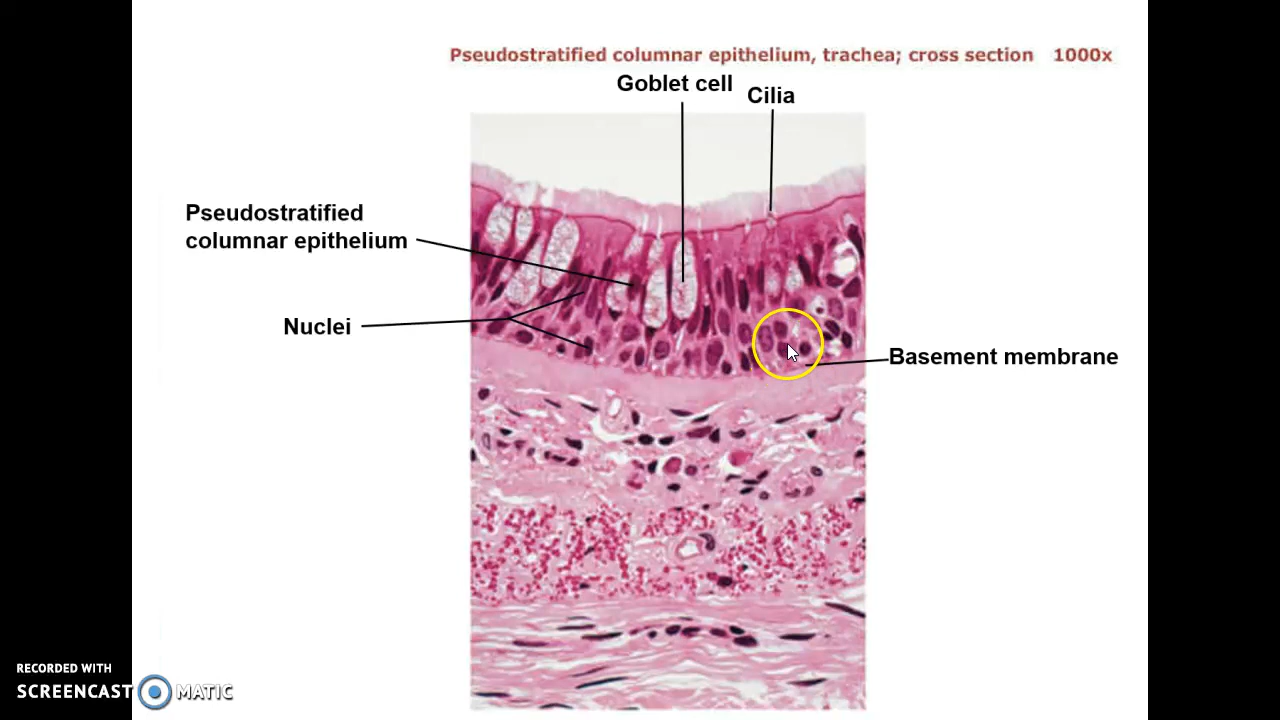 Pseudostratified columnar epithelium, trachea; cross section 1000x
Goblet cell
Cilia
Pseudostratified
columnar epithelium
Nuclei
Basement membrane
RECORDED WITH
SCREENCAST MATIC